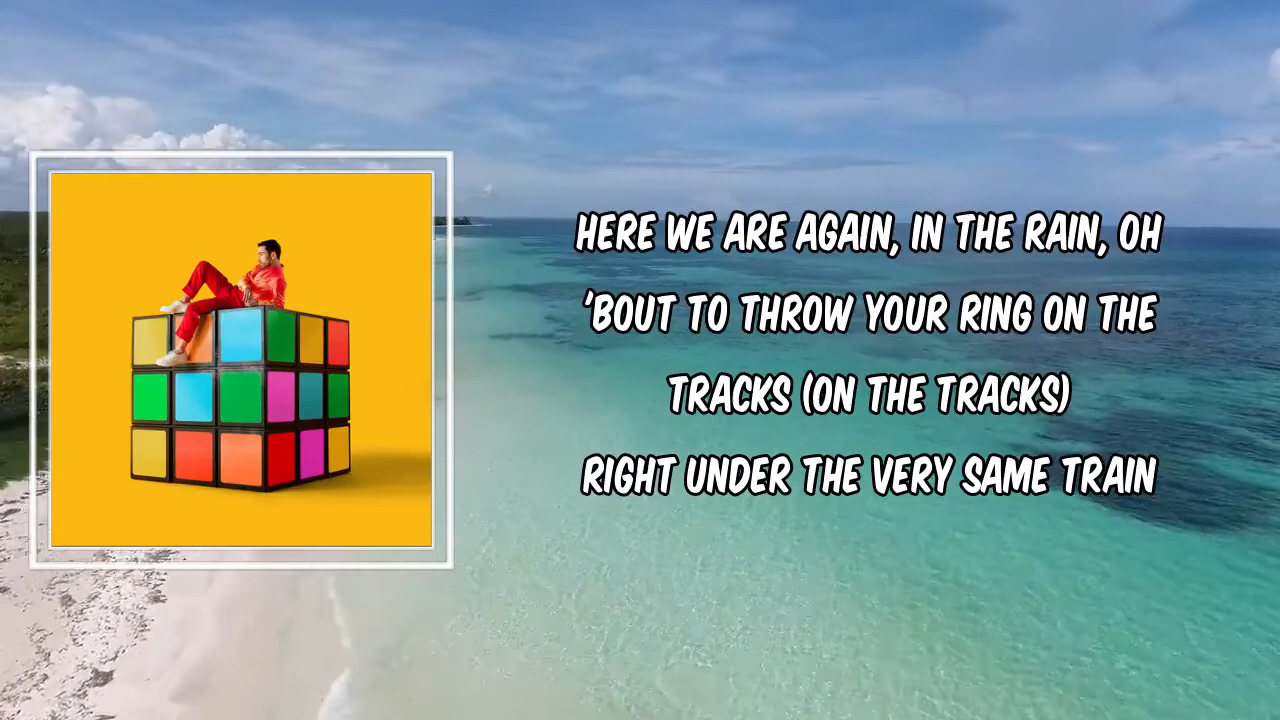 HERE WE ARE AGAIN, IN THE RAIN, OH
'BOUT TO THROW YOUR RING ON THE
TRACKS (ON THE TRACKS)
RIGHT UNDER THE VERY SAME TRAIN